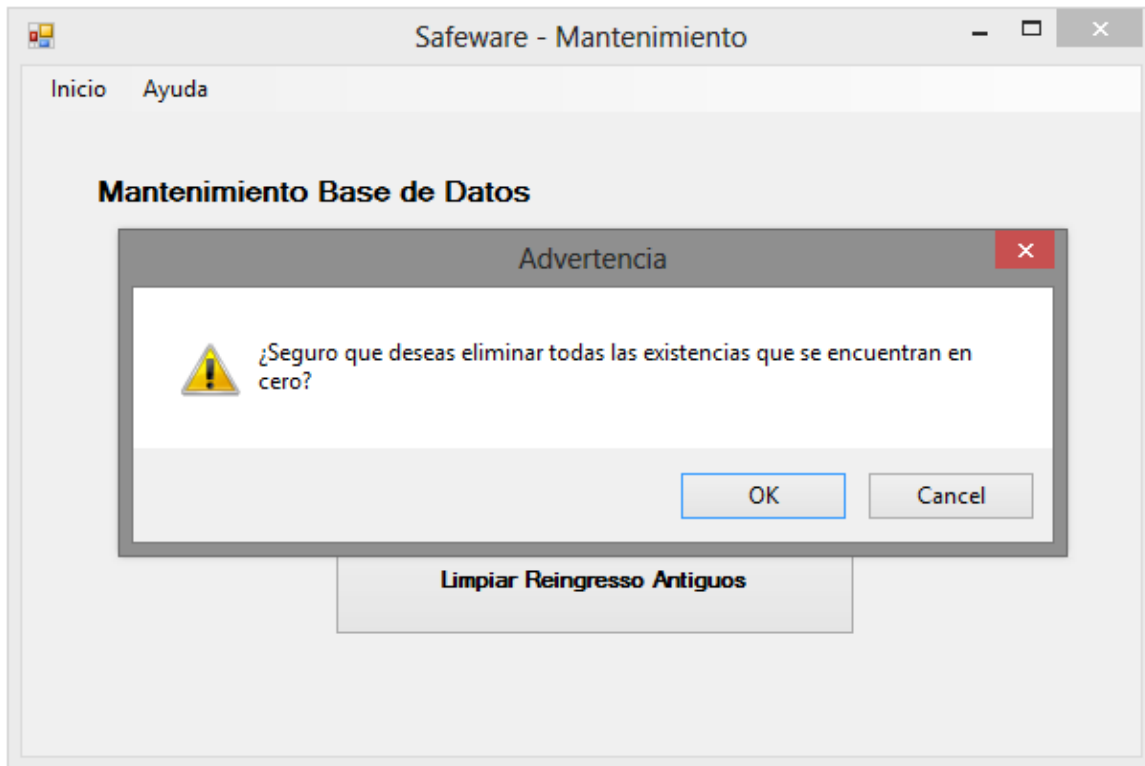 Safeware - Mantenimiento
Inicio Ayuda
Mantenimiento Base de Datos
Advertencia
¿Seguro que deseas eliminar todas las existencias que se encuentran en
cero?
OK Cancel
Limpiar Reingresso Antiguos